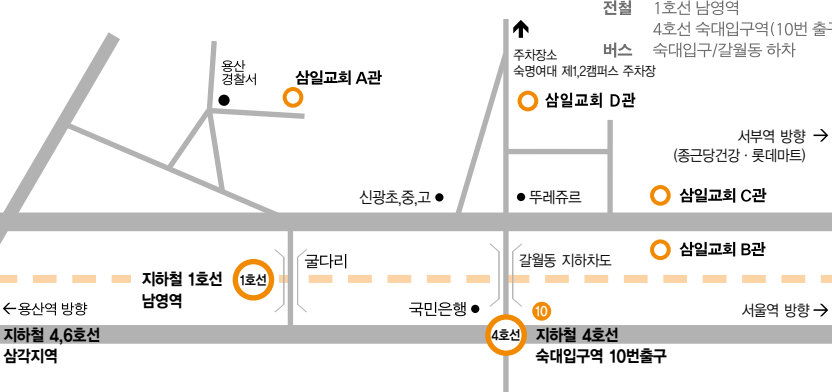 전철 1호선 남영역
4호선 숙대입구역(10번 출구
버스 숙대입구/갈월동 하차
주차장소
숙명여대 제1,2캠퍼스 주차장
용산
경찰서
삼일교회 A관
삼일교회 D관
서부역 방향
(종근당건강 · 롯데마트)
신광초,중,고
뚜레쥬르
삼일교회 C관
삼일교회 B관
굴다리
갈월동 지하차도
지하철 1호선
남영역
1호선
용산역 방향
국민은행
10
서울역 방향
지하철 4,6호선
삼각지역
4호선
지하철 4호선
숙대입구역 10번출구